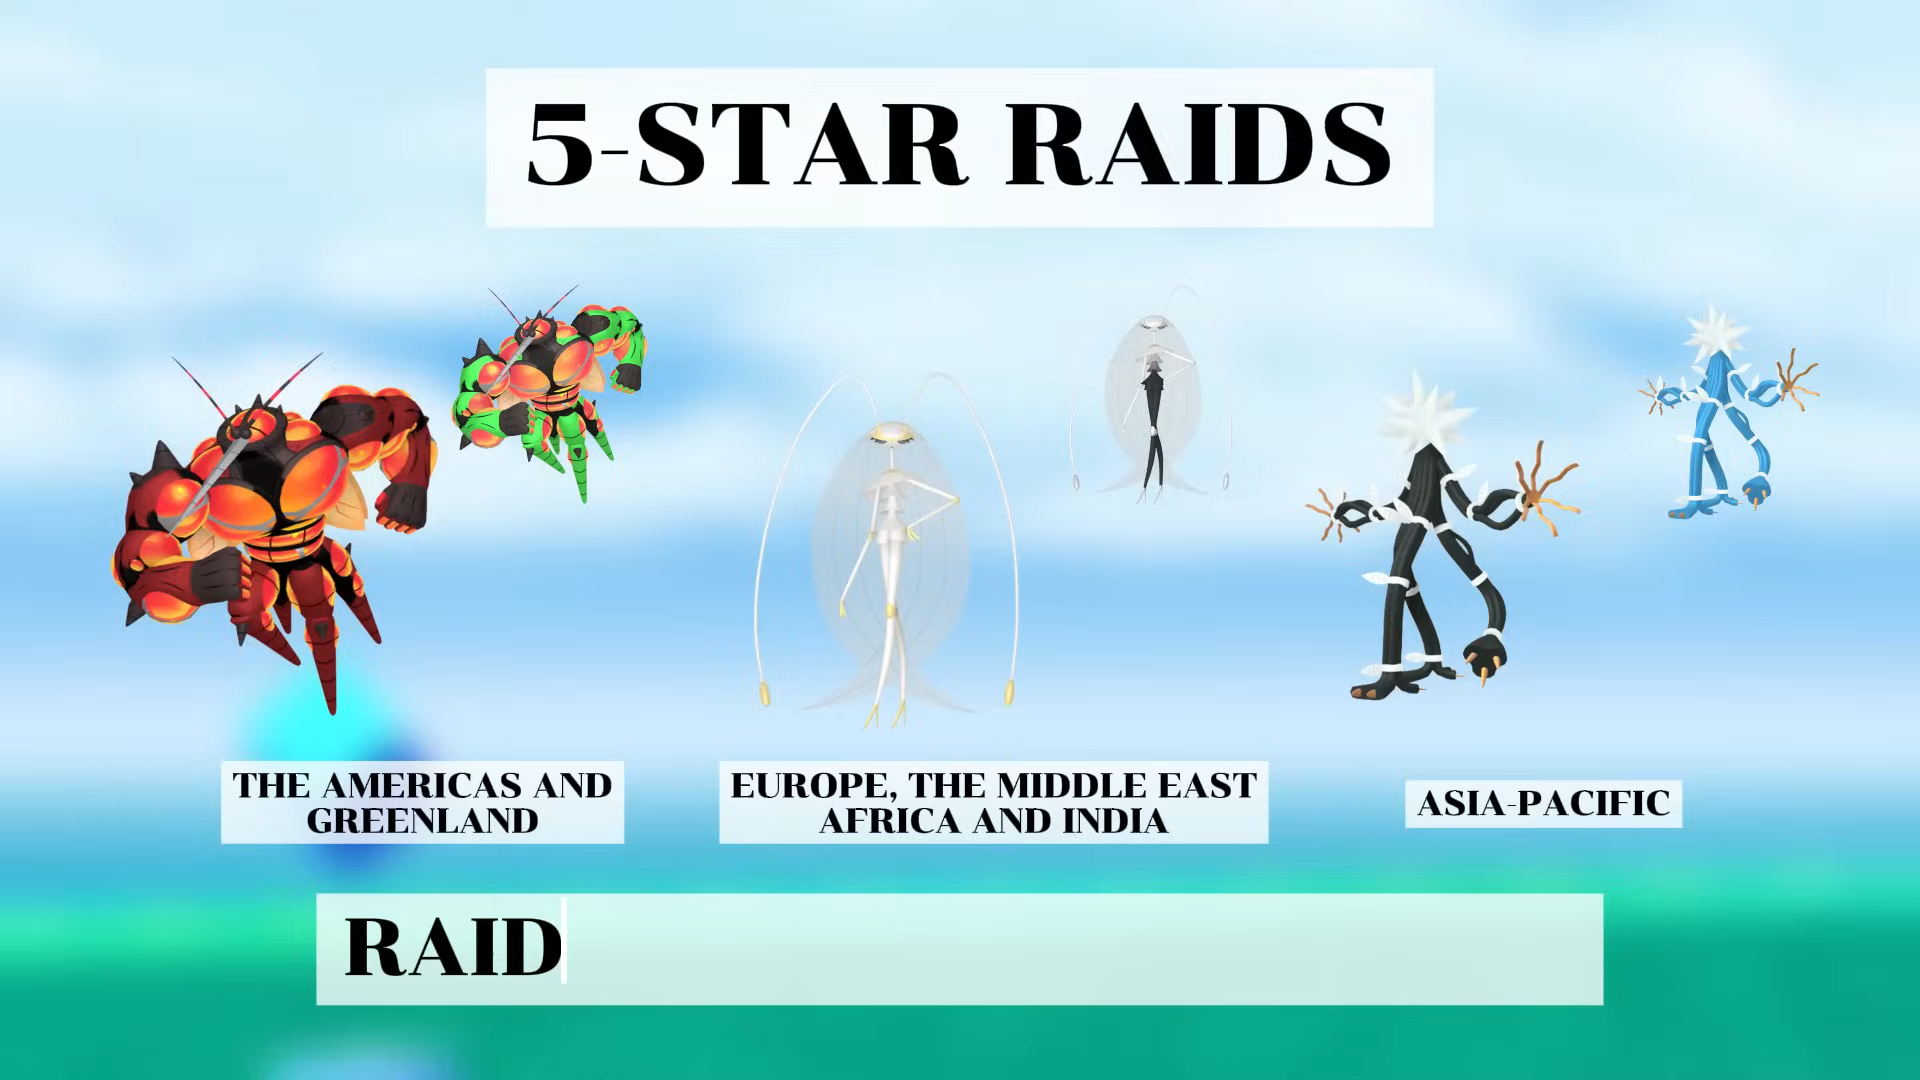 5-STAR RAIDS
THE AMERICAS AND
GREENLAND
EUROPE, THE MIDDLE EAST
AFRICA AND INDIA
ASIA-PACIFIC
RAID